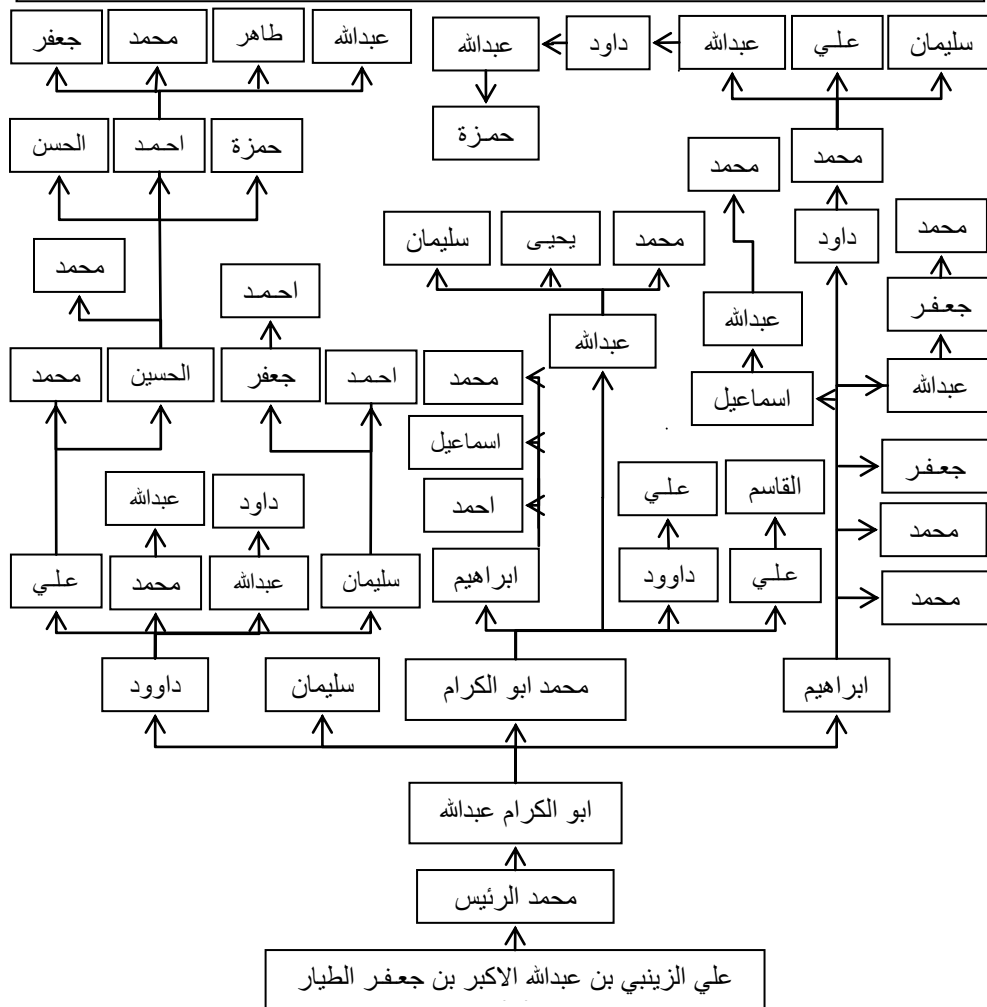 سليمان
علي
عبدالله
داود
عبدالله
عبدالله
طاهر
محمد
جعفر
حمزة
حمزة
احمد
الحسن
محمد
محمد
داود
محمد
محمد
يحيى
سليمان
محمد
جعفر
عبدالله
عبدالله
احمد
عبدالله
اسماعيل
محمد
احمد
جعفر
الحسين
محمد
اسماعيل
جعفر
القاسم
علي
احمد
داود
عبدالله
محمد
علي
داوود
ابراهيم
سليمان
عبدالله
محمد
علي
محمد
ابراهيم
محمد ابو الكرام
سليمان
داوود
ابو الكرام عبدالله
محمد الرئيس
علي الزينبي بن عبدالله الاكبر بن جعفر الطيار